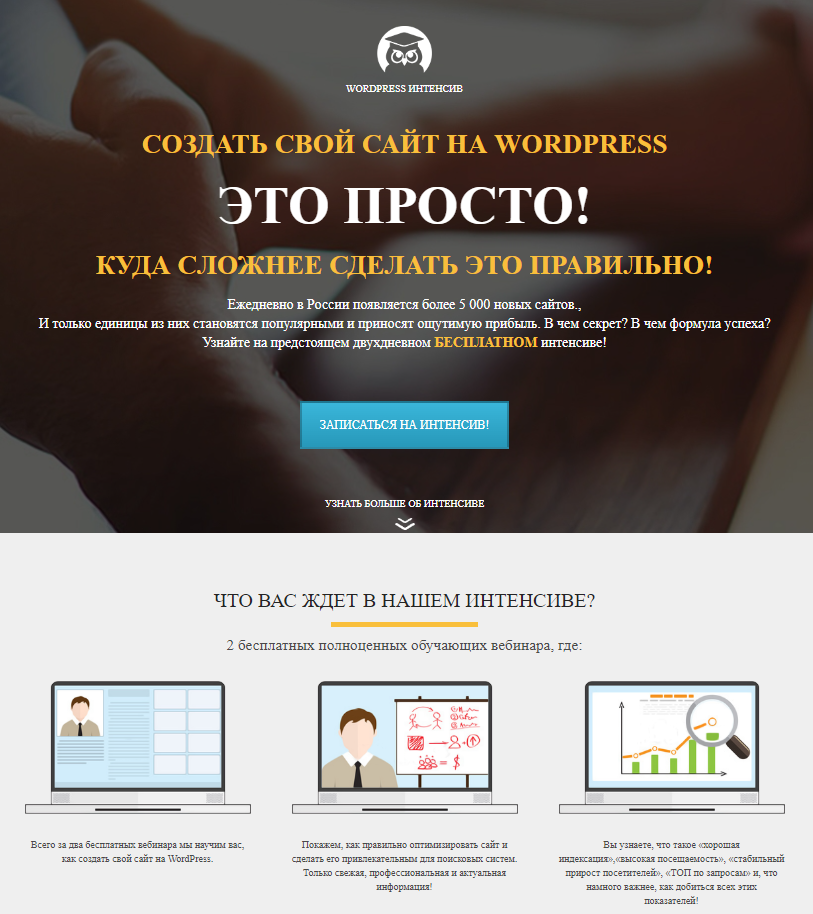 WORDPRESS ИНТЕНСИВ
СОЗДАТЬ СВОЙ САЙТ НА WORDPRESS
ЭТО ПРОСТО!
КУДА СЛОЖНЕЕ СДЕЛАТЬ ЭТО ПРАВИЛЬНО!
Ежедневно в России появляется более 5 000 новых сайтов.,
И только единицы из них становятся популярными и приносят ощутимую прибыль. В чем секрет? В чем формула успеха?
Узнайте на предстоящем двухдневном БЕСПЛАТНОМ интенсиве!
ЗАПИСАТЬСЯ НА ИНТЕНСИВ!
УЗНАТЬ БОЛЬШЕ ОБ ИНТЕНСИВЕ
ЧТО ВАС ЖДЕТ В НАШЕМ ИНТЕНСИВЕ?
2 бесплатных полноценных обучающих вебинара, где:
Всего за два бесплатных вебинара мы научим вас,
как создать свой сайт на WordPress.
Покажем, как правильно оптимизировать сайт и
сделать его привлекательным для поисковых систем.
Только свежая, профессиональная и актуальная
информация!
Вы узнаете, что такое «хорошая
индексация»,«высокая посещаемость», «стабильный
прирост посетителей», «ТОП по запросам» и, что
намного важнее, как добиться всех этих
показателей!